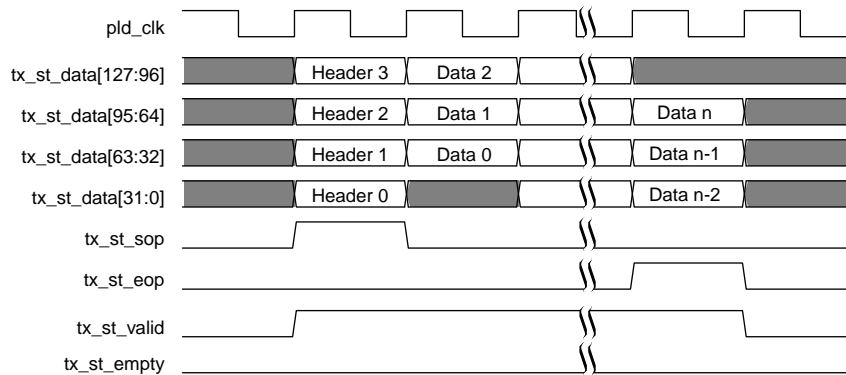 pld_clk
tx_st_data[127:96] Header 3 Data 2
tx_st_data[95:64] Header 2 Data 1 Data n
tx_st_data[63:32] Header 1 Data 0 Data n-1
tx_st_data[31:0] Header 0 Data n-2
tx_st_sop
tx_st_eop
tx_st_valid
tx_st_empty